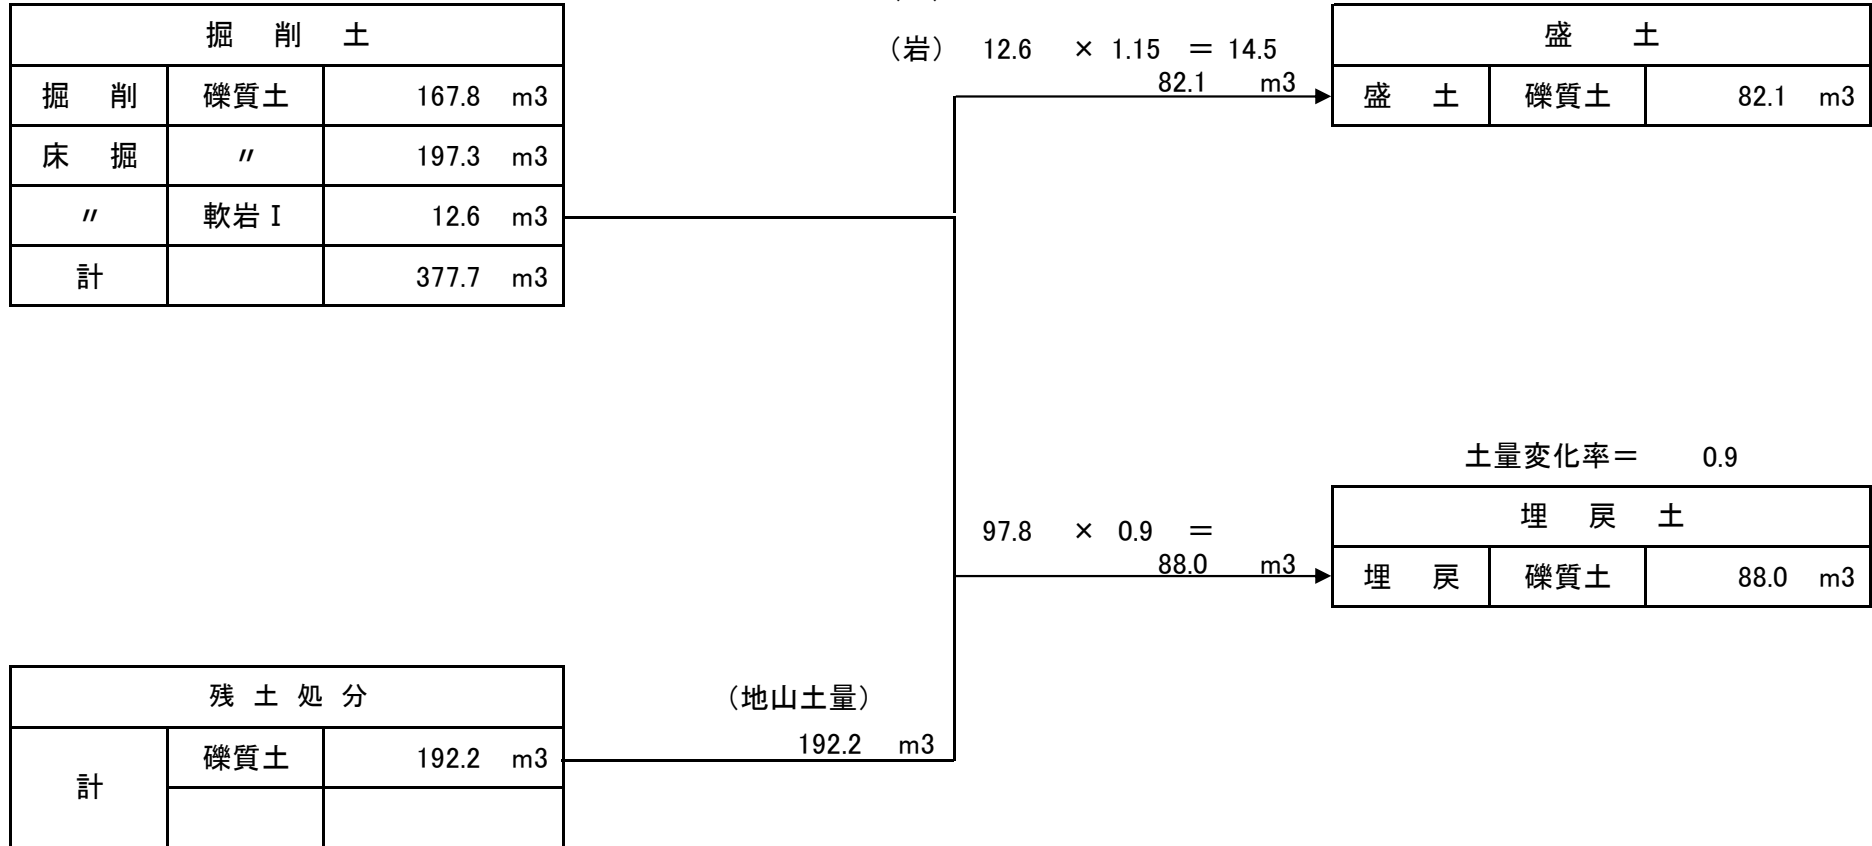 掘 削 土
掘 削 礫質土 167.8 m3
床 掘 〃 197.3 m3
〃 軟岩Ⅰ 12.6 m3
計 377.7 m3
（岩） 12.6 × 1.15 ＝ 14.5
82.1 m3
盛 土
盛 土 礫質土 82.1 m3
土量変化率＝ 0.9
97.8 × 0.9 ＝
88.0 m3
埋 戻 土
埋 戻 礫質土 88.0 m3
残 土 処 分
計 礫質土 192.2 m3
（地山土量）
192.2 m3